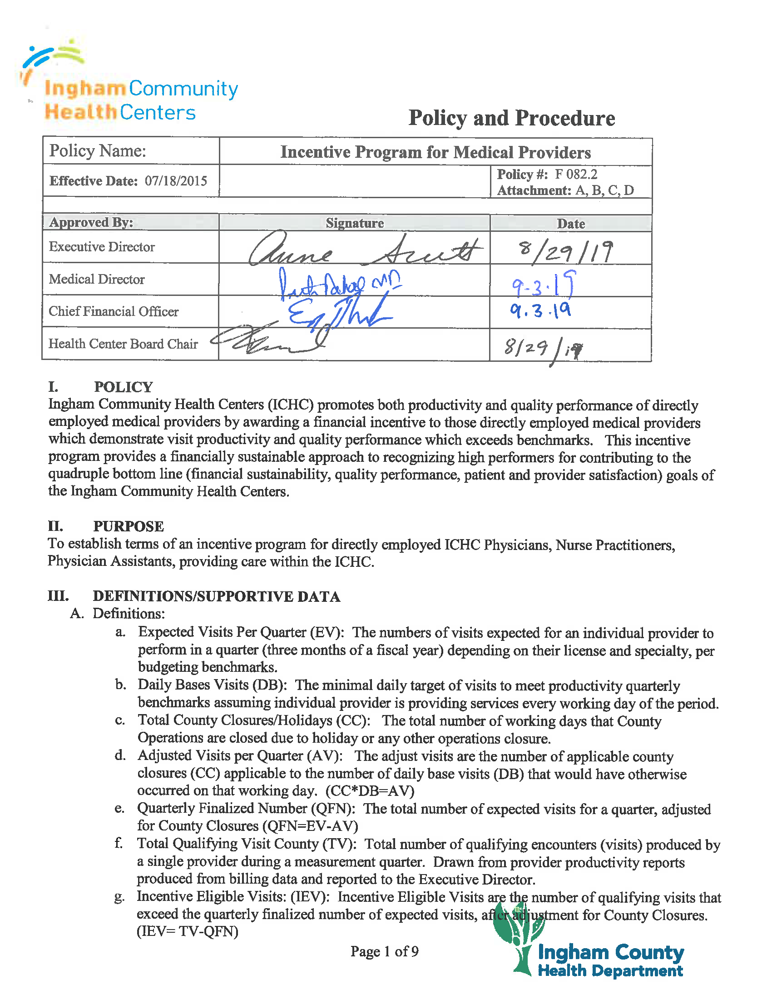 Ingham Community
Health Centers
Policy and Procedure
Policy Name: Incentive Program for Medical Providers
Effective Date: 07/18/2015 Policy #: F 082.2
Attachment: A, B, C, D
Approved By: Signature Date
Executive Director Anne Scott 8/29/19
Medical Director MD 9-3-19
Chief Financial Officer 9.3.19
Health Center Board Chair 8/29/19
I. POLICY
Ingham Community Health Centers (ICHC) promotes both productivity and quality performance of directly
employed medical providers by awarding a financial incentive to those directly employed medical providers
which demonstrate visit productivity and quality performance which exceeds benchmarks. This incentive
program provides a financially sustainable approach to recognizing high performers for contributing to the
quadruple bottom line (financial sustainability, quality performance, patient and provider satisfaction) goals of
the Ingham Community Health Centers.
II. PURPOSE
To establish terms of an incentive program for directly employed ICHC Physicians, Nurse Practitioners,
Physician Assistants, providing care within the ICHC.
III. DEFINITIONS/SUPPORTIVE DATA
A. Definitions:
a. Expected Visits Per Quarter (EV): The numbers of visits expected for an individual provider to
perform in a quarter (three months of a fiscal year) depending on their license and specialty, per
budgeting benchmarks.
b. Daily Bases Visits (DB): The minimal daily target of visits to meet productivity quarterly
benchmarks assuming individual provider is providing services every working day of the period.
c. Total County Closures/Holidays (CC): The total number of working days that County
Operations are closed due to holiday or any other operations closure.
d. Adjusted Visits per Quarter (AV): The adjust visits are the number of applicable county
closures (CC) applicable to the number of daily base visits (DB) that would have otherwise
occurred on that working day. (CC*DB=AV)
e. Quarterly Finalized Number (QFN): The total number of expected visits for a quarter, adjusted
for County Closures (QFN=EV-AV)
f. Total Qualifying Visit County (TV): Total number of qualifying encounters (visits) produced by
a single provider during a measurement quarter. Drawn from provider productivity reports
produced from billing data and reported to the Executive Director.
g. Incentive Eligible Visits: (IEV): Incentive Eligible Visits are the number of qualifying visits that
exceed the quarterly finalized number of expected visits, after adjustment for County Closures.
(IEV= TV-QFN)
Page 1 of 9
Ingham County
Health Department